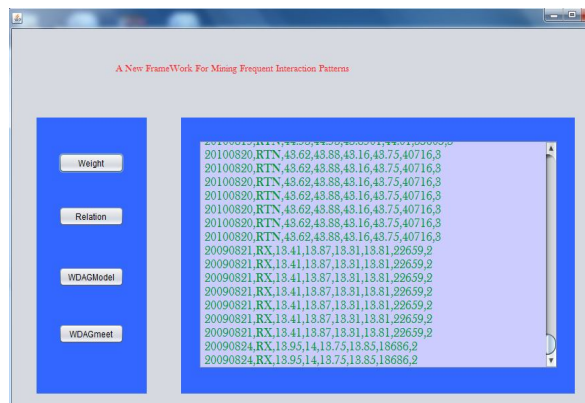 A New FrameWork For Mining Frequent Interaction Patterns
Weight
Relation
WDAGModel
WDAGmeet
20100820,RTN,43.62,43.88,43.16,43.75,40716,3
20100820,RTN,43.62,43.88,43.16,43.75,40716,3
20100820,RTN,43.62,43.88,43.16,43.75,40716,3
20100820,RTN,43.62,43.88,43.16,43.75,40716,3
20100820,RTN,43.62,43.88,43.16,43.75,40716,3
20100820,RTN,43.62,43.88,43.16,43.75,40716,3
20100820,RTN,43.62,43.88,43.16,43.75,40716,3
20090821,RX,13.41,13.87,13.31,13.81,22659,2
20090821,RX,13.41,13.87,13.31,13.81,22659,2
20090821,RX,13.41,13.87,13.31,13.81,22659,2
20090821,RX,13.41,13.87,13.31,13.81,22659,2
20090821,RX,13.41,13.87,13.31,13.81,22659,2
20090821,RX,13.41,13.87,13.31,13.81,22659,2
20090821,RX,13.41,13.87,13.31,13.81,22659,2
20090824,RX,13.95,14,13.75,13.85,18686,2
20090824,RX,13.95,14,13.75,13.85,18686,2